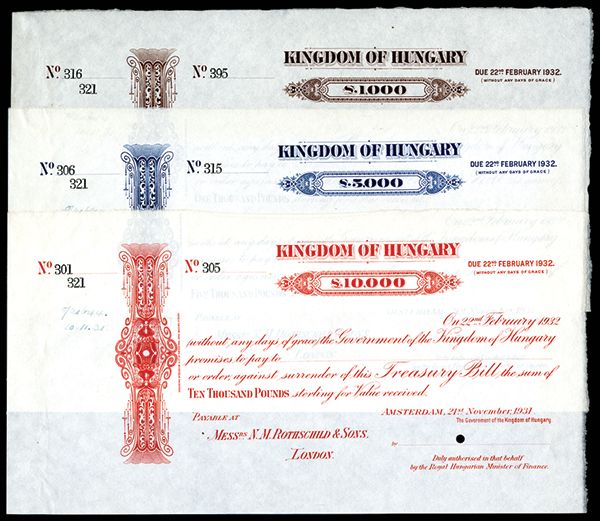 KINGDOM OF HUNGARY
No 316
321
No 395
DUE 22ND FEBRUARY 1932.
(WITHOUT ANY DAYS OF GRACE)
$ 1,000
KINGDOM OF HUNGARY
No 306
321
No 315
DUE 22ND FEBRUARY 1932.
(WITHOUT ANY DAYS OF GRACE)
$ 5,000
KINGDOM OF HUNGARY
No 301
321
No 305
DUE 22ND FEBRUARY 1932.
(WITHOUT ANY DAYS OF GRACE)
$ 10,000
On 22nd February 1932
(without any days of grace) the Government of the Kingdom of Hungary
promises to pay to
or order, against surrender of this Treasury Bill the sum of
TEN THOUSAND POUNDS sterling for Value received.
AMSTERDAM, 21st November, 1931.
The Government of the Kingdom of Hungary.
PAYABLE AT
MESSRS N. M. ROTHSCHILD & SONS,
LONDON.
by
Duly authorised in that behalf
by the Royal Hungarian Minister of Finance.